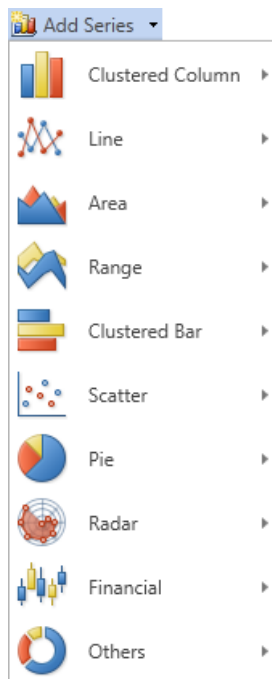 Add Series
Clustered Column
Line
Area
Range
Clustered Bar
Scatter
Pie
Radar
Financial
Others